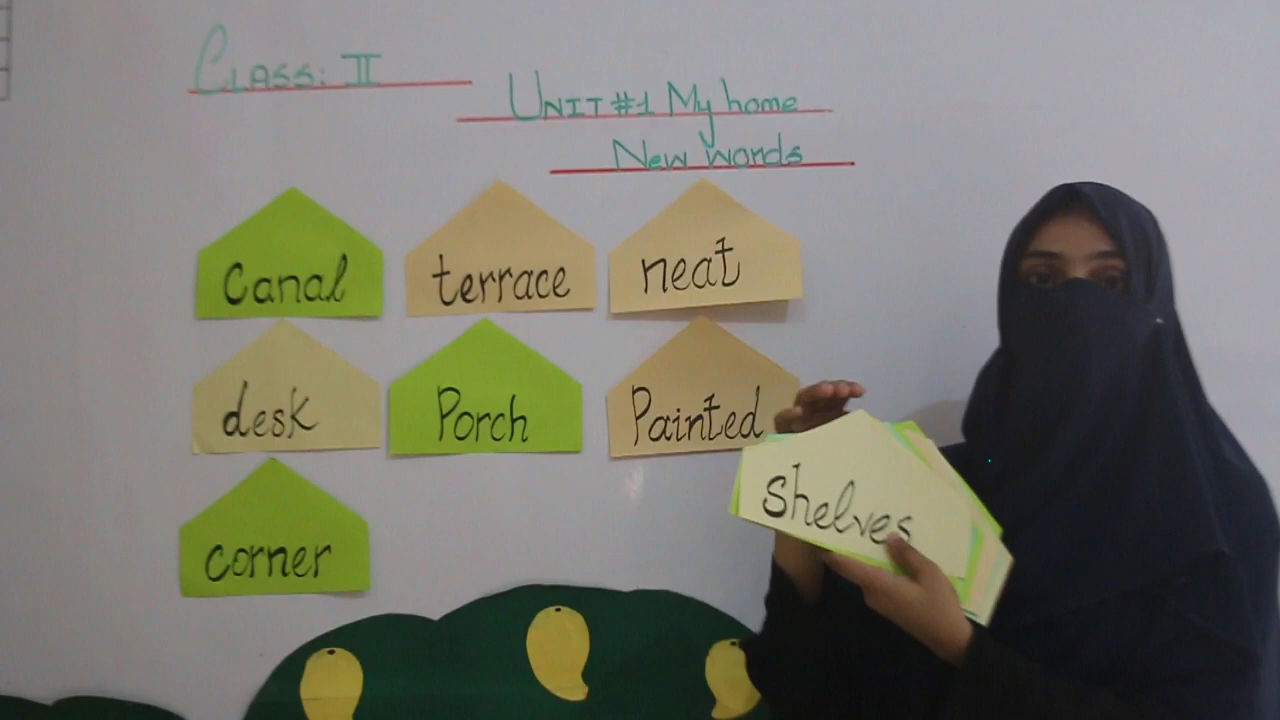 CLASS: II
UNIT #1 My home
New words
Canal
terrace
neat
desk
Porch
Painted
corner
Shelves